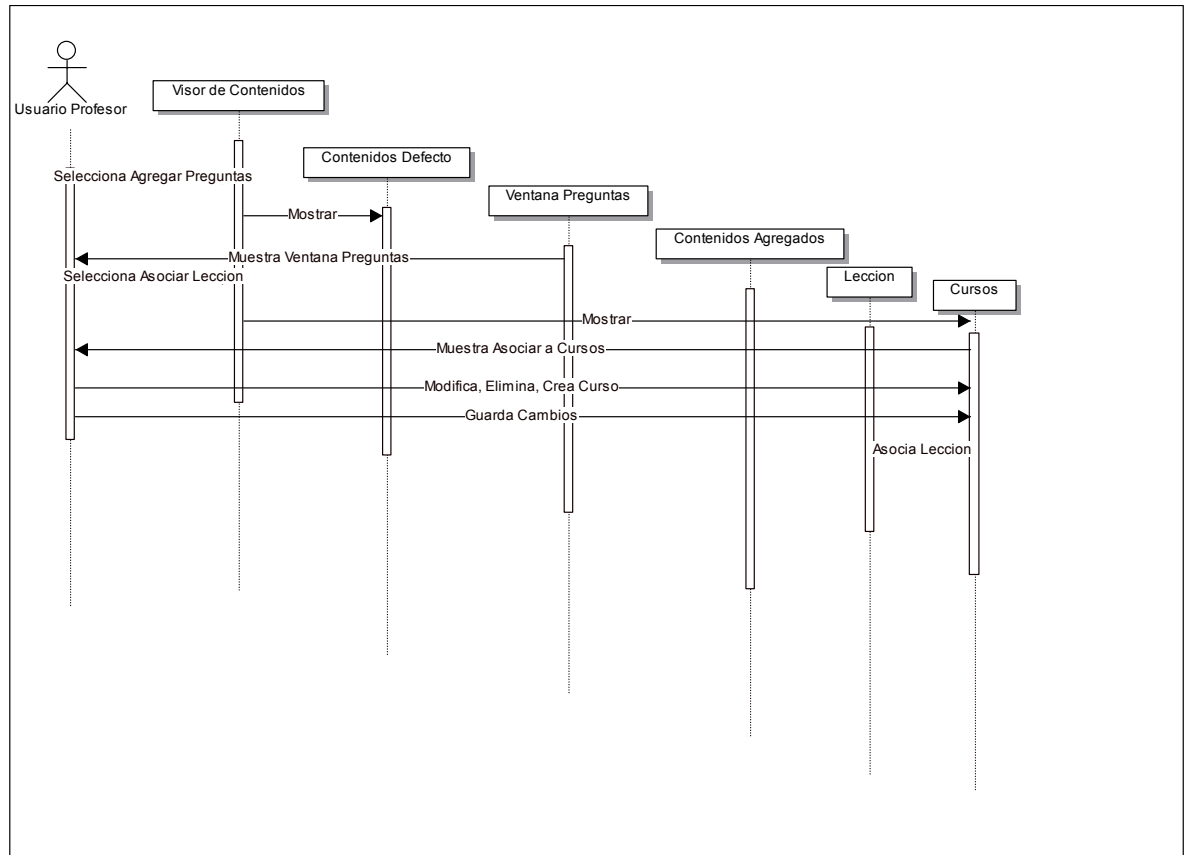 Usuario Profesor
Visor de Contenidos
Contenidos Defecto
Selecciona Agregar Preguntas
Ventana Preguntas
Mostrar
Contenidos Agregados
Muestra Ventana Preguntas
Selecciona Asociar Leccion
Leccion
Cursos
Mostrar
Muestra Asociar a Cursos
Modifica, Elimina, Crea Curso
Guarda Cambios
Asocia Leccion